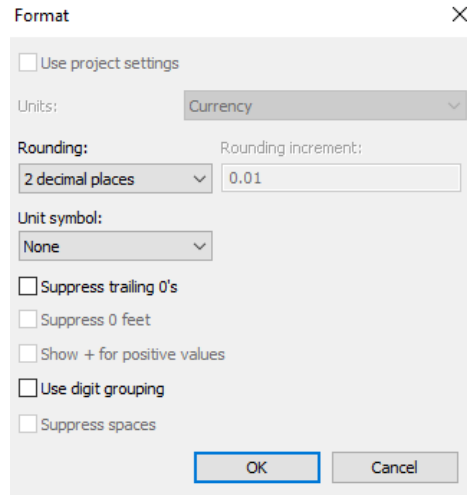 Format
Use project settings
Units: Currency
Rounding: Rounding increment:
2 decimal places 0.01
Unit symbol:
None
Suppress trailing 0's
Suppress 0 feet
Show + for positive values
Use digit grouping
Suppress spaces
OK Cancel